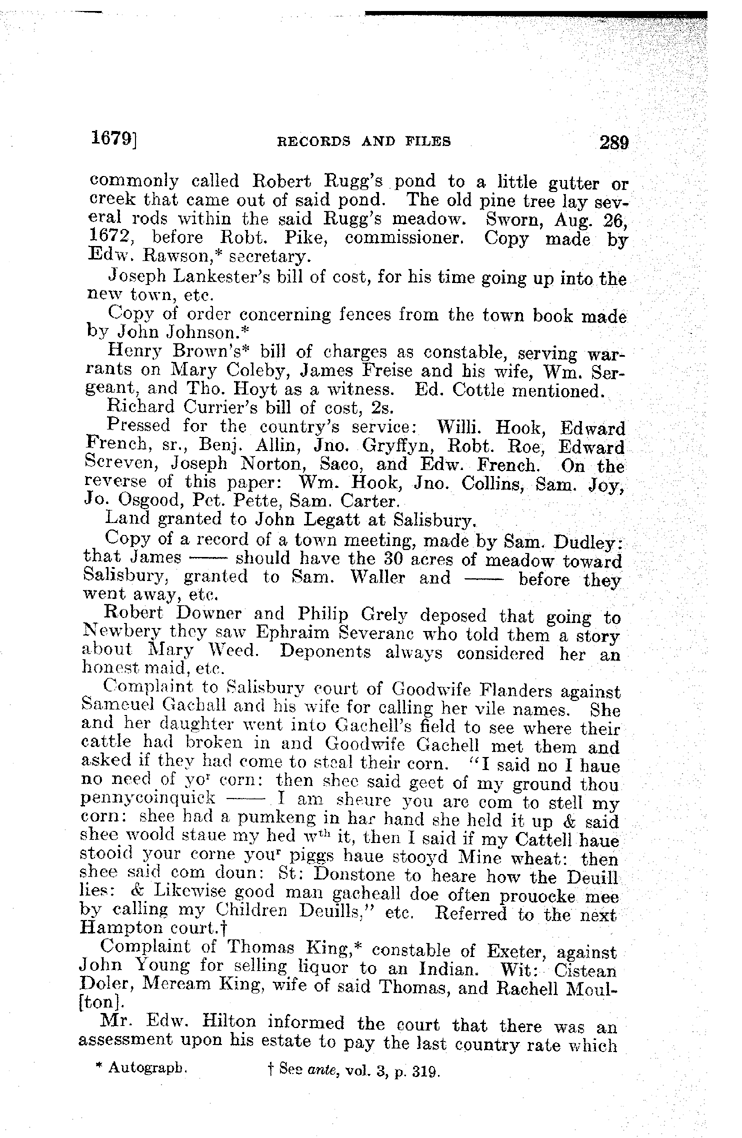 1679] RECORDS AND FILES 289
commonly called Robert Rugg's pond to a little gutter or
creek that came out of said pond. The old pine tree lay sev-
eral rods within the said Rugg's meadow. Sworn, Aug. 26,
1672, before Robt. Pike, commissioner. Copy made by
Edw. Rawson,* secretary.
Joseph Lankester's bill of cost, for his time going up into the
new town, etc.
Copy of order concerning fences from the town book made
by John Johnson.*
Henry Brown's* bill of charges as constable, serving war-
rants on Mary Coleby, James Freise and his wife, Wm. Ser-
geant, and Tho. Hoyt as a witness. Ed. Cottle mentioned.
Richard Currier's bill of cost, 2s.
Pressed for the country's service: Willi. Hook, Edward
French, sr., Benj. Allin, Jno. Gryffyn, Robt. Roe, Edward
Screven, Joseph Norton, Saco, and Edw. French. On the
reverse of this paper: Wm. Hook, Jno. Collins, Sam. Joy,
Jo. Osgood, Pet. Pette, Sam. Carter.
Land granted to John Legatt at Salisbury.
Copy of a record of a town meeting, made by Sam. Dudley:
that James —— should have the 30 acres of meadow toward
Salisbury, granted to Sam. Waller and —— before they
went away, etc.
Robert Downer and Philip Grely deposed that going to
Newbery they saw Ephraim Severanc who told them a story
about Mary Weed. Deponents always considered her an
honest maid, etc.
Complaint to Salisbury court of Goodwife Flanders against
Sameuel Gachall and his wife for calling her vile names. She
and her daughter went into Gachell's field to see where their
cattle had broken in and Goodwife Gachell met them and
asked if they had come to steal their corn. "I said no I haue
no need of yoʳ corn: then shee said geet of my ground thou
pennycoinquick —— I am sheure you are com to stell my
corn: shee had a pumkeng in har hand she held it up & said
shee woold staue my hed wᵗʰ it, then I said if my Cattell haue
stooid your corne youʳ piggs haue stooyd Mine wheat: then
shee said com doun: St: Donstone to heare how the Deuill
lies: & Likewise good man gacheall doe often prouocke mee
by calling my Children Deuills," etc. Referred to the next
Hampton court.†
Complaint of Thomas King,* constable of Exeter, against
John Young for selling liquor to an Indian. Wit: Cistean
Doler, Mercam King, wife of said Thomas, and Rachell Moul-
[ton].
Mr. Edw. Hilton informed the court that there was an
assessment upon his estate to pay the last country rate which
* Autograph. † See ante, vol. 3, p. 319.